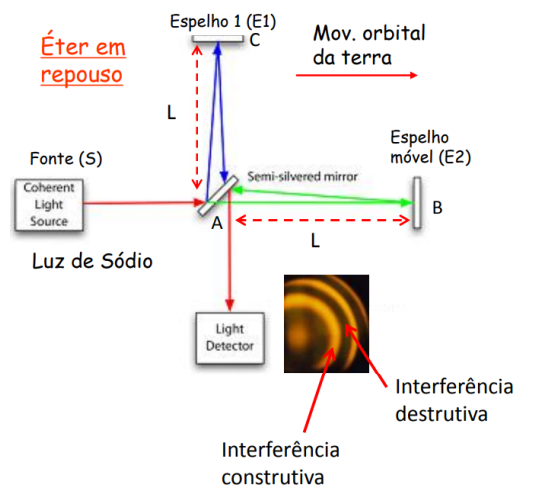 Espelho 1 (E1)
C
Éter em
repouso
Mov. orbital
da terra
L
Espelho
móvel (E2)
Fonte (S)
Semi-silvered mirror
Coherent
Light
Source
A
B
L
Luz de Sódio
Light
Detector
Interferência
destrutiva
Interferência
construtiva